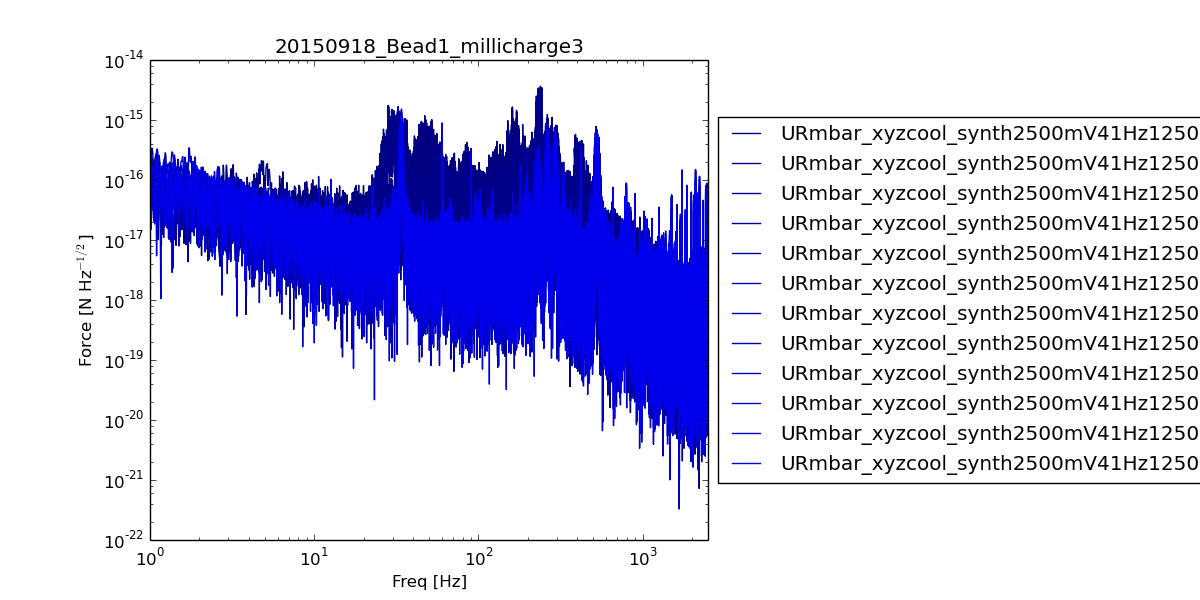 20150918_Bead1_millicharge3
10^-14
10^-15
10^-16
10^-17
10^-18
10^-19
10^-20
10^-21
10^-22
Force [N Hz^-1/2]
10^0 10^1 10^2 10^3
Freq [Hz]
URmbar_xyzcool_synth2500mV41Hz1250
URmbar_xyzcool_synth2500mV41Hz1250
URmbar_xyzcool_synth2500mV41Hz1250
URmbar_xyzcool_synth2500mV41Hz1250
URmbar_xyzcool_synth2500mV41Hz1250
URmbar_xyzcool_synth2500mV41Hz1250
URmbar_xyzcool_synth2500mV41Hz1250
URmbar_xyzcool_synth2500mV41Hz1250
URmbar_xyzcool_synth2500mV41Hz1250
URmbar_xyzcool_synth2500mV41Hz1250
URmbar_xyzcool_synth2500mV41Hz1250
URmbar_xyzcool_synth2500mV41Hz1250